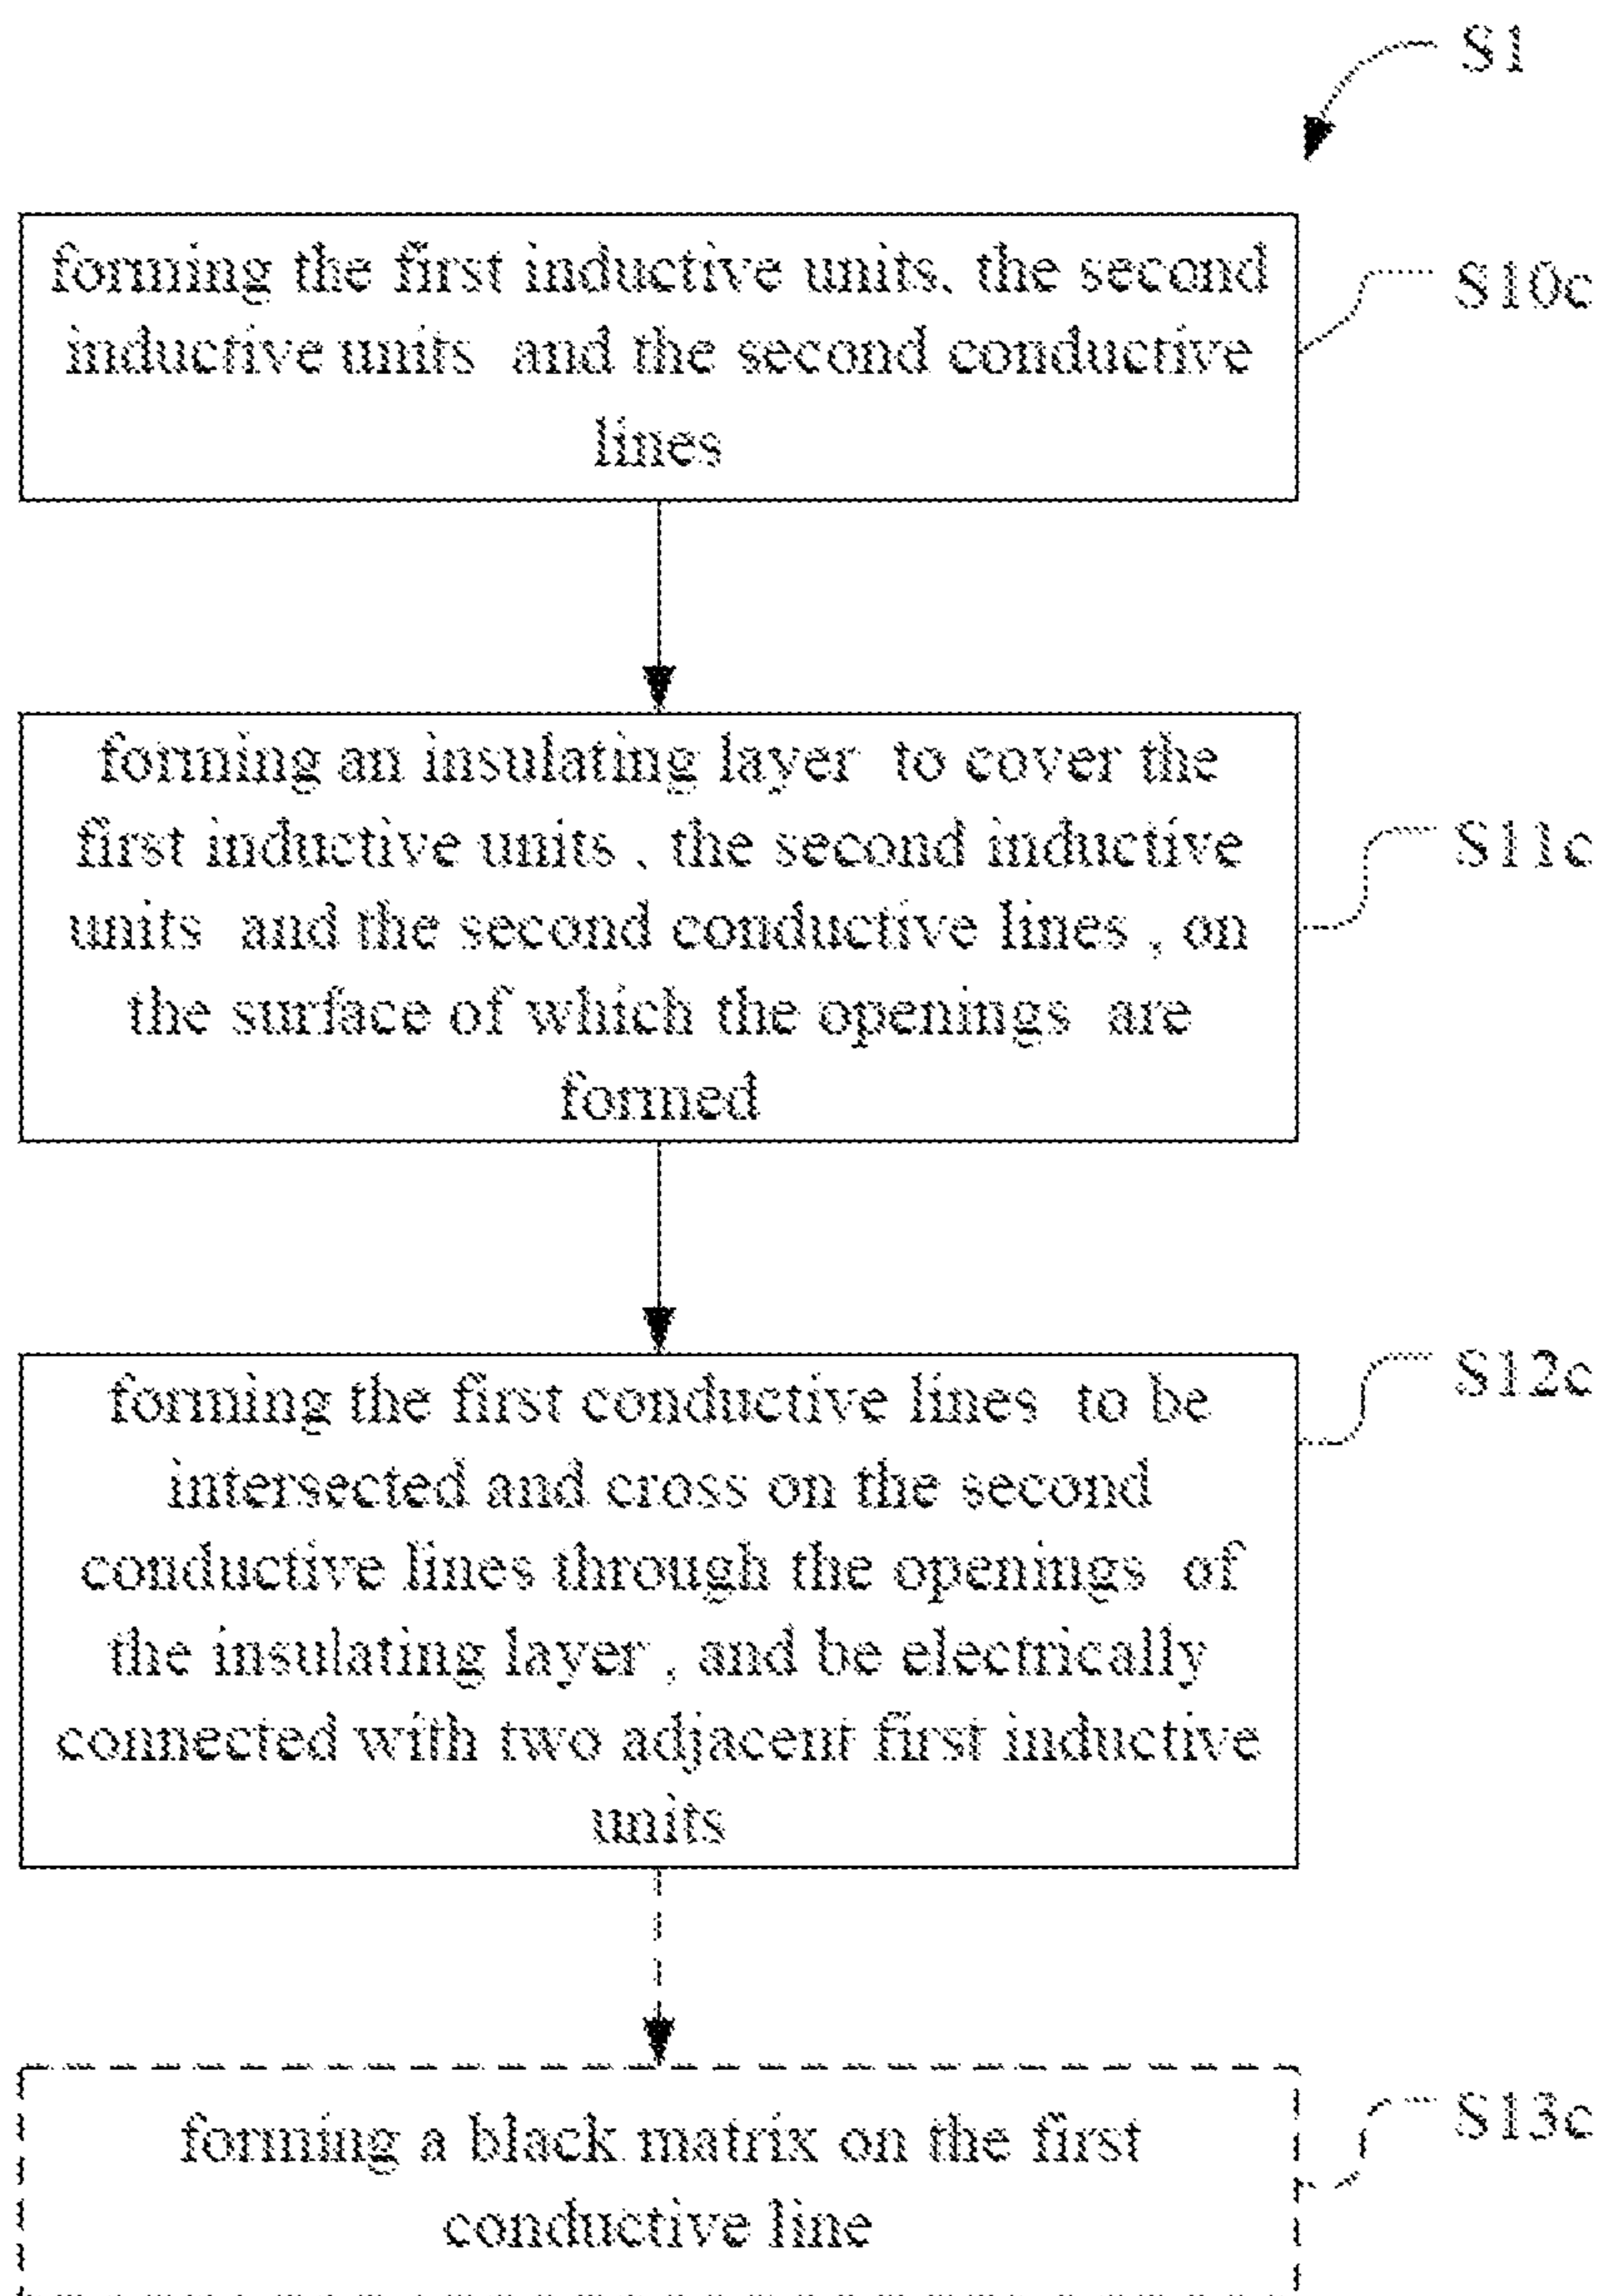 S1
forming the first inductive units, the second
inductive units and the second conductive
lines
S10c
forming an insulating layer to cover the
first inductive units , the second inductive
units and the second conductive lines , on
the surface of which the openings are
formed
S11c
forming the first conductive lines to be
intersected and cross on the second
conductive lines through the openings of
the insulating layer , and be electrically
connected with two adjacent first inductive
units
S12c
forming a black matrix on the first
conductive line
S13c